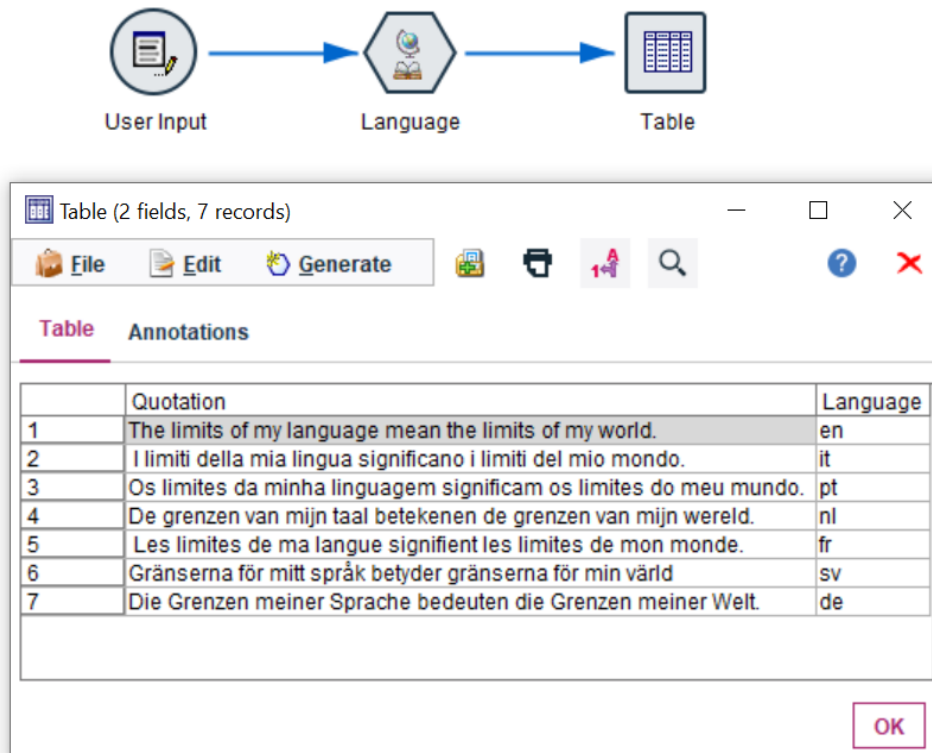 User Input Language Table
Table (2 fields, 7 records)
File Edit Generate
Table Annotations
Quotation Language
1 The limits of my language mean the limits of my world. en
2 I limiti della mia lingua significano i limiti del mio mondo. it
3 Os limites da minha linguagem significam os limites do meu mundo. pt
4 De grenzen van mijn taal betekenen de grenzen van mijn wereld. nl
5 Les limites de ma langue signifient les limites de mon monde. fr
6 Gränserna för mitt språk betyder gränserna för min värld sv
7 Die Grenzen meiner Sprache bedeuten die Grenzen meiner Welt. de
OK